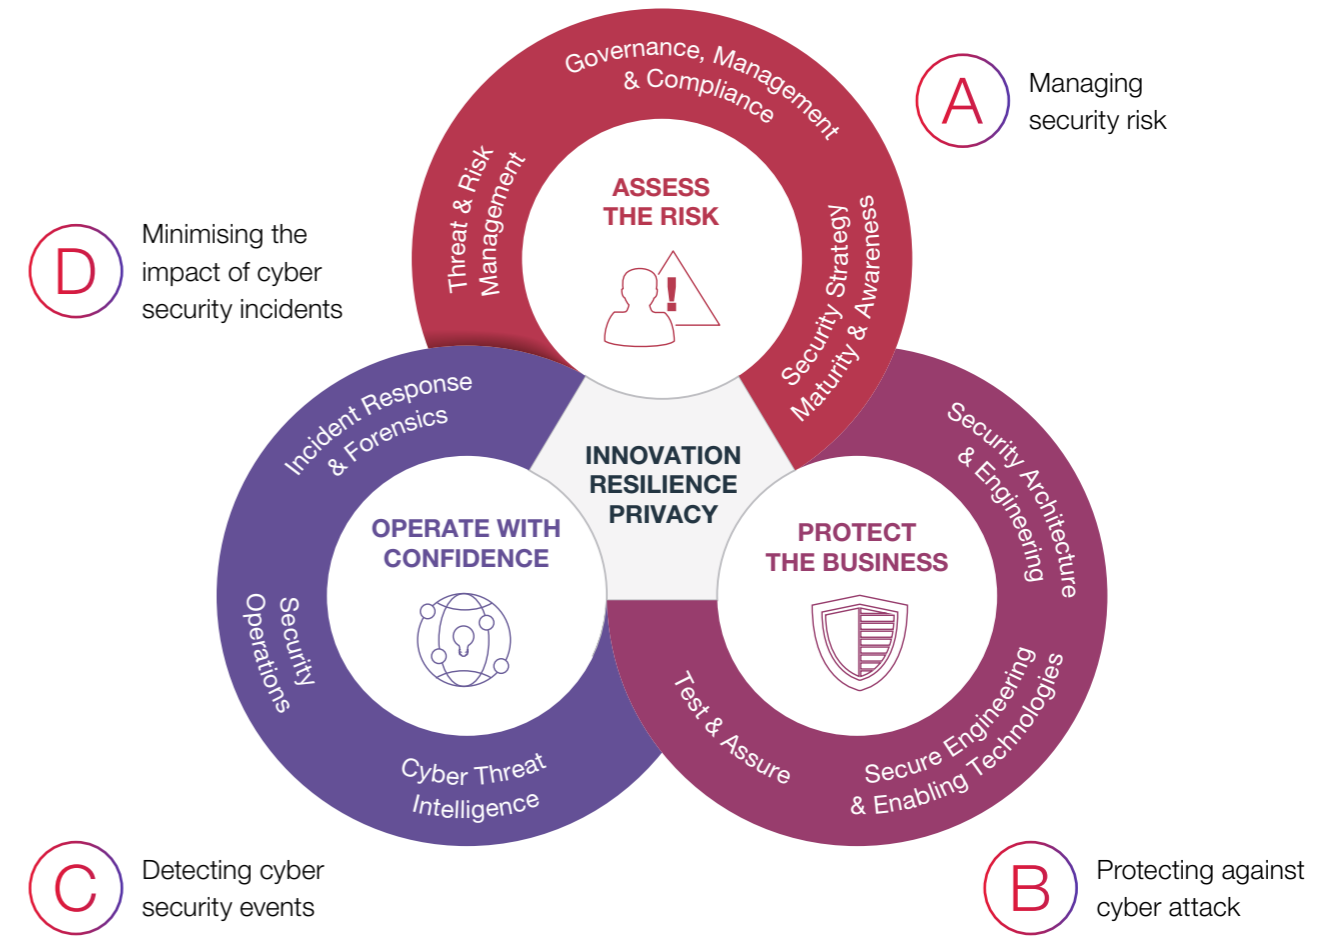 Governance, Management
& Compliance
A
Managing
security risk
Threat & Risk
Management
ASSESS
THE RISK
Security Strategy
Maturity & Awareness
D
Minimising the
impact of cyber
security incidents
Incident Response
& Forensics
INNOVATION
RESILIENCE
PRIVACY
Security Architecture
& Engineering
OPERATE WITH
CONFIDENCE
PROTECT
THE BUSINESS
Security
Operations
Test & Assure
Secure Engineering
& Enabling Technologies
Cyber Threat
Intelligence
C
Detecting cyber
security events
B
Protecting against
cyber attack